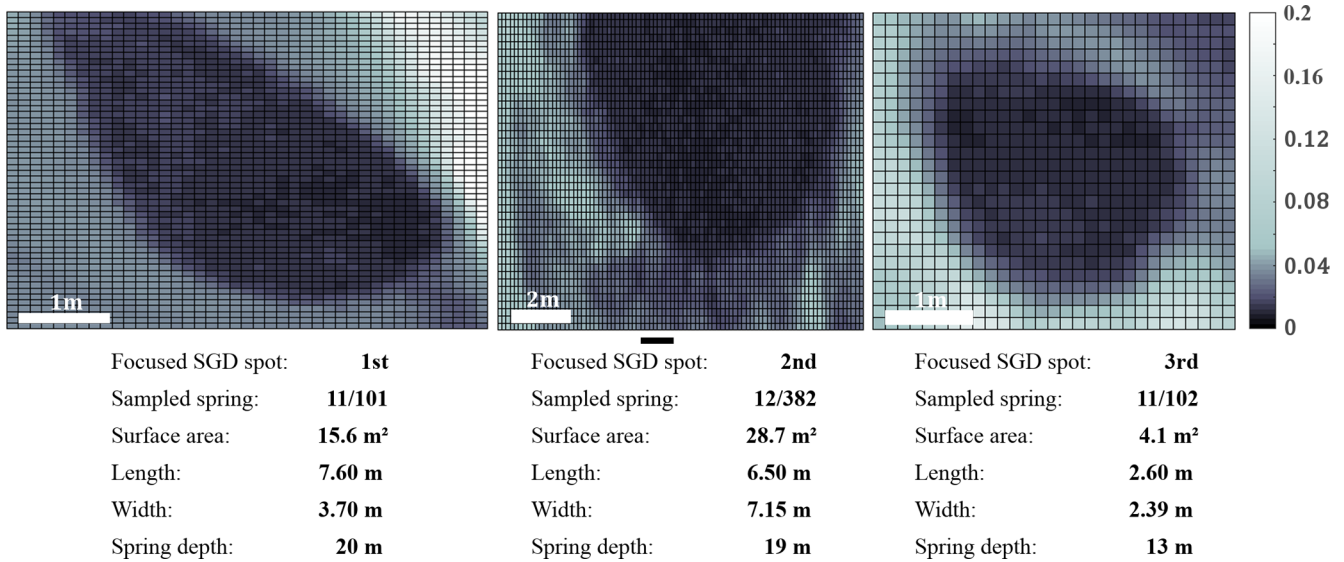 0.2
0.16
0.12
0.08
0.04
0
1m
2m
1m
Focused SGD spot: 1st
Sampled spring: 11/101
Surface area: 15.6 m²
Length: 7.60 m
Width: 3.70 m
Spring depth: 20 m
Focused SGD spot: 2nd
Sampled spring: 12/382
Surface area: 28.7 m²
Length: 6.50 m
Width: 7.15 m
Spring depth: 19 m
Focused SGD spot: 3rd
Sampled spring: 11/102
Surface area: 4.1 m²
Length: 2.60 m
Width: 2.39 m
Spring depth: 13 m